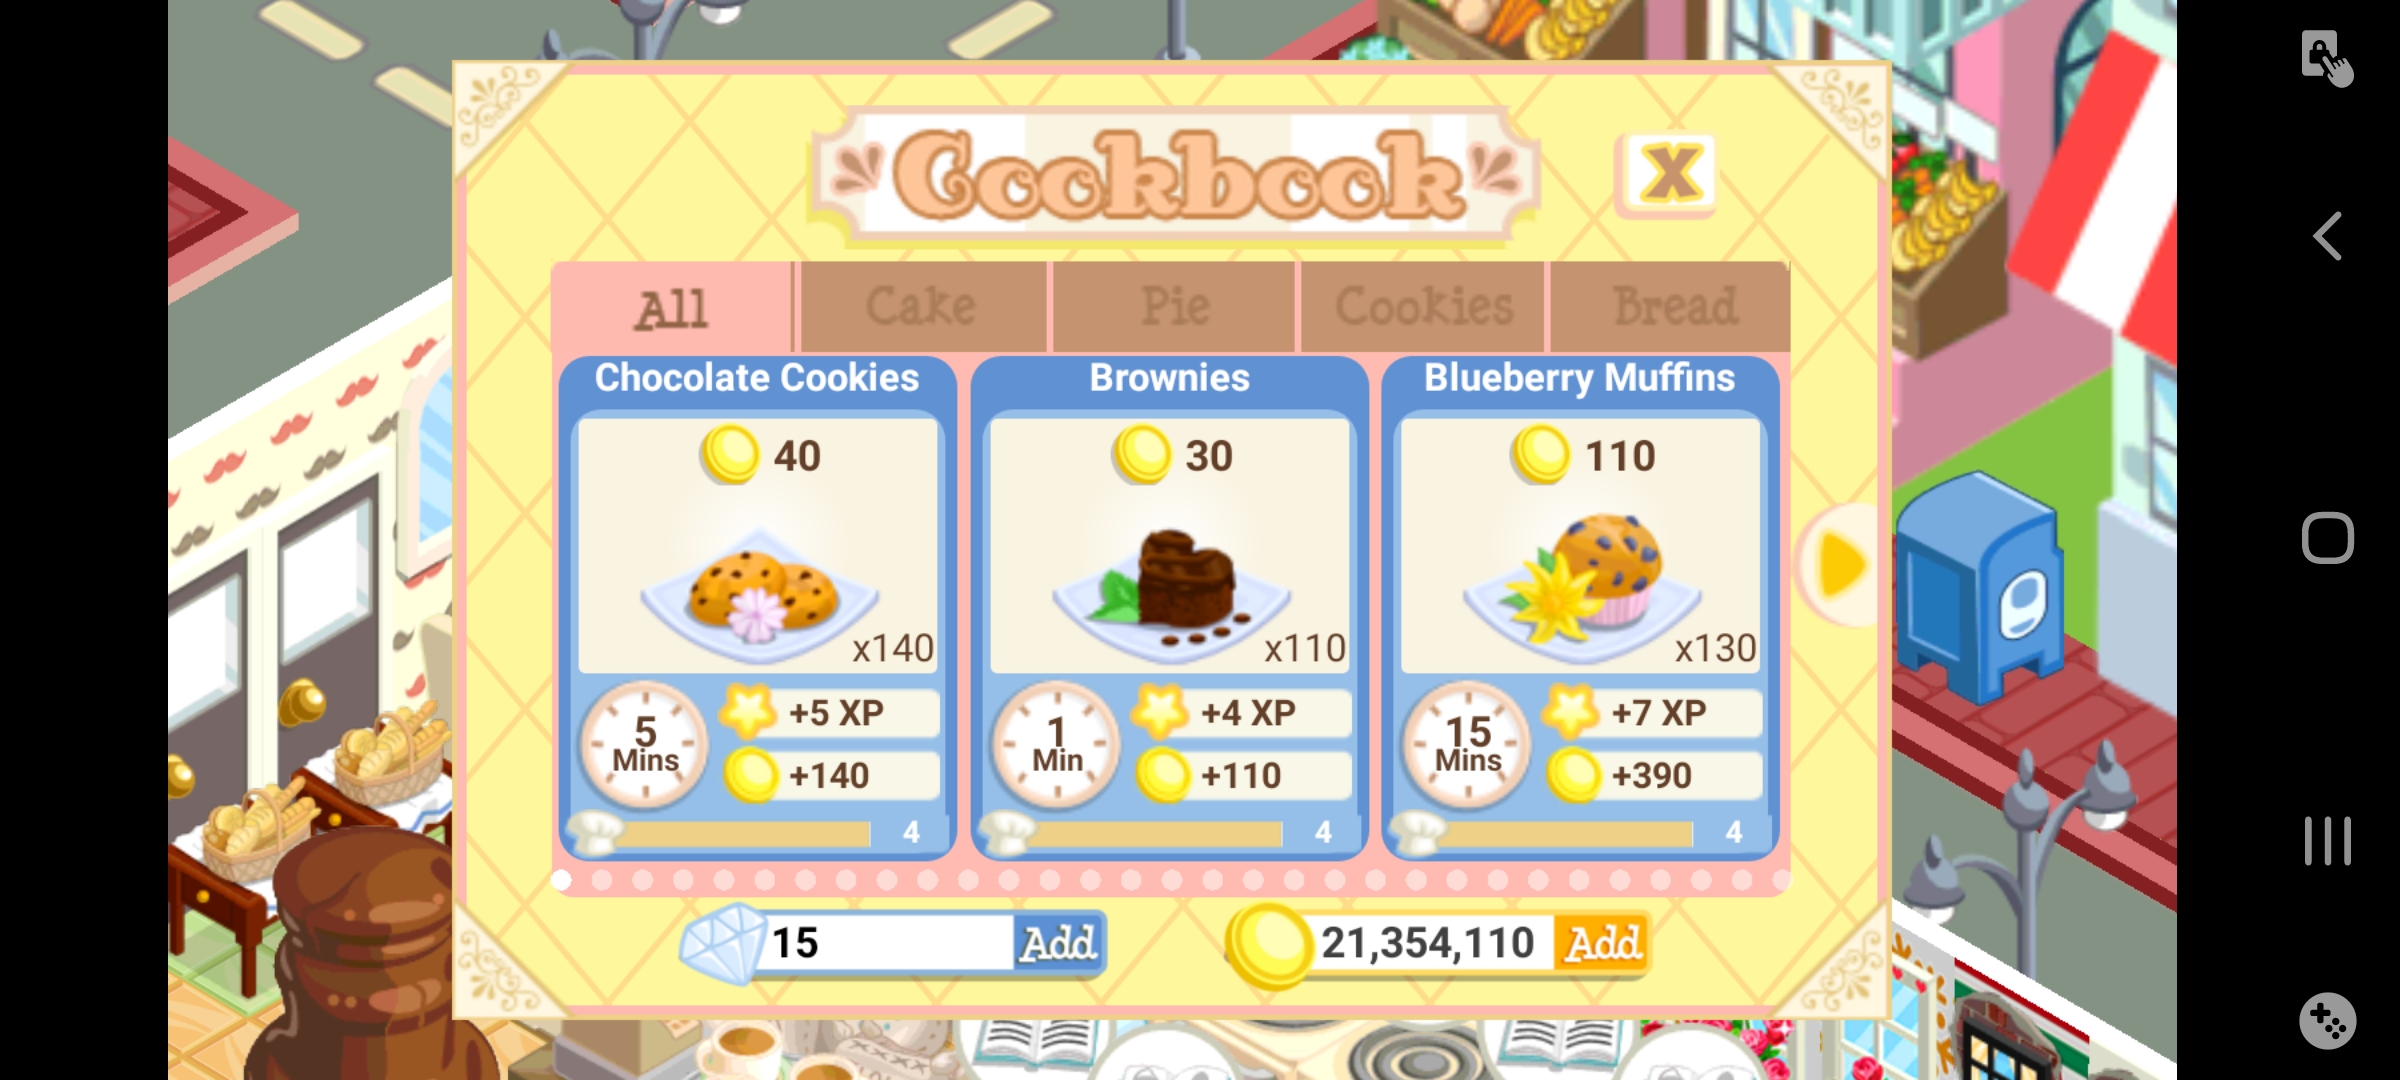 Cookbook
X
All Cake Pie Cookies Bread
Chocolate Cookies
40
x140
5
Mins
+5 XP
+140
4
Brownies
30
x110
1
Min
+4 XP
+110
4
Blueberry Muffins
110
x130
15
Mins
+7 XP
+390
4
15 Add
21,354,110 Add